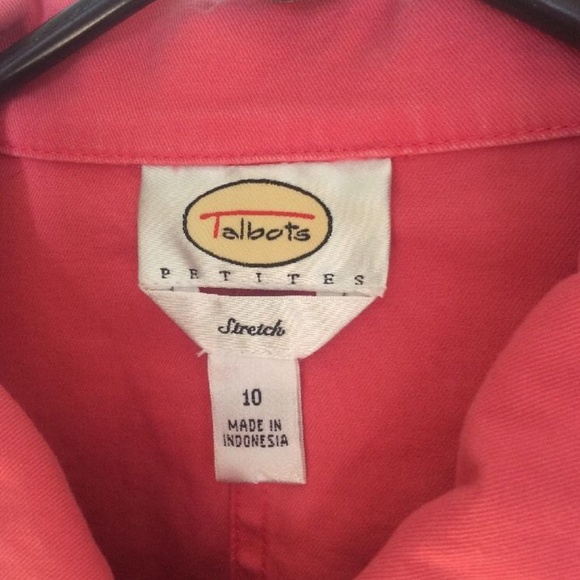 Talbots
PETITES
Stretch
10
MADE IN
INDONESIA